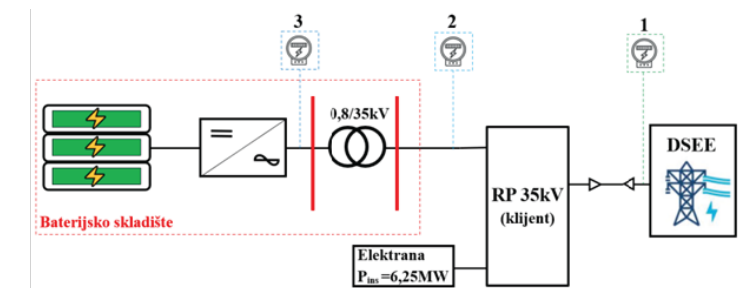 3
2
1
0,8/35kV
DSEE
RP 35kV
(klijent)
Baterijsko skladište
Elektrana
Pins =6,25MW